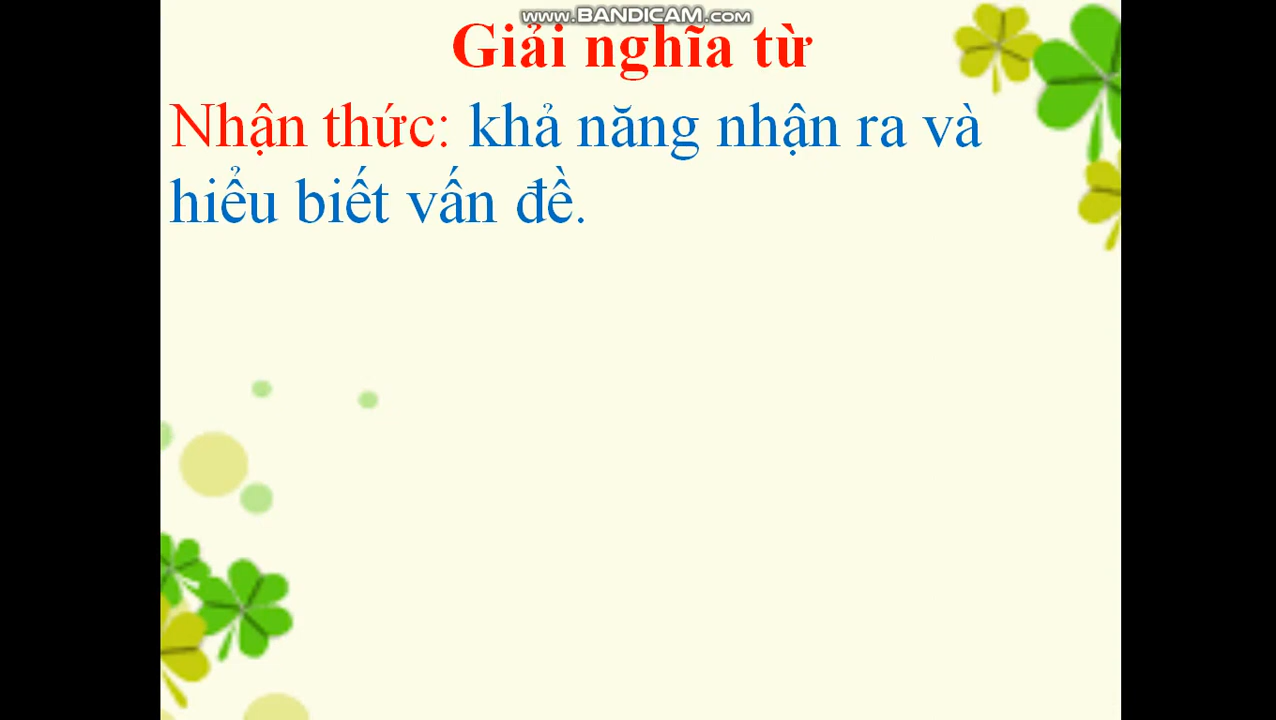 www.BANDICAM.com
Giải nghĩa từ
Nhận thức: khả năng nhận ra và
hiểu biết vấn đề.